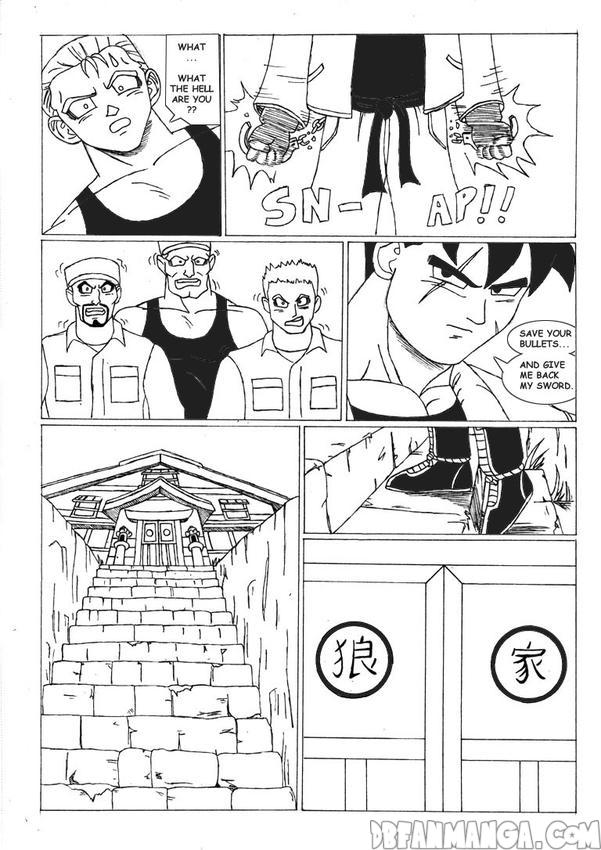 WHAT
...
WHAT
THE HELL
ARE YOU
??
SN-AP!!
SAVE YOUR
BULLETS...
AND GIVE
ME BACK
MY SWORD.
狼 家
DBFANMANGA.COM